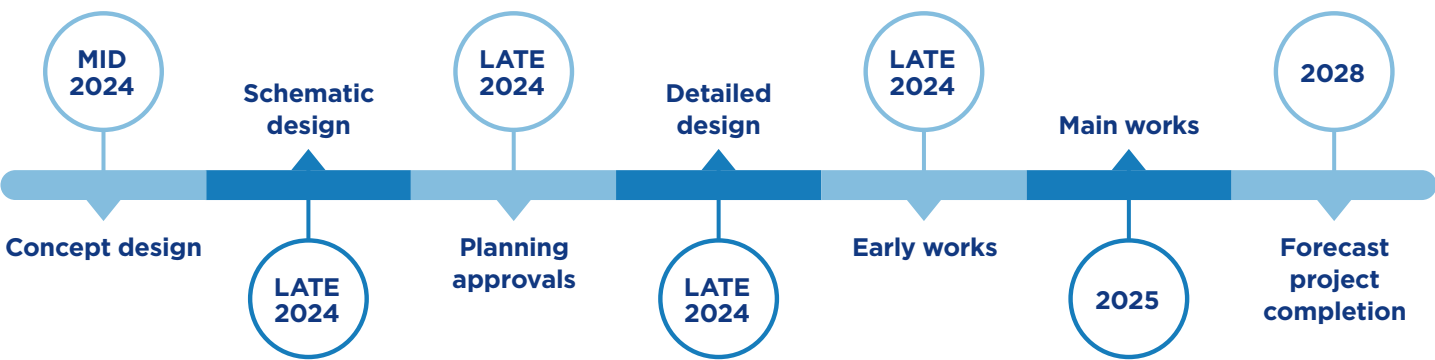 MID
2024
Concept design
Schematic
design
LATE
2024
LATE
2024
Planning
approvals
Detailed
design
LATE
2024
LATE
2024
Early works
Main works
2025
2028
Forecast
project
completion